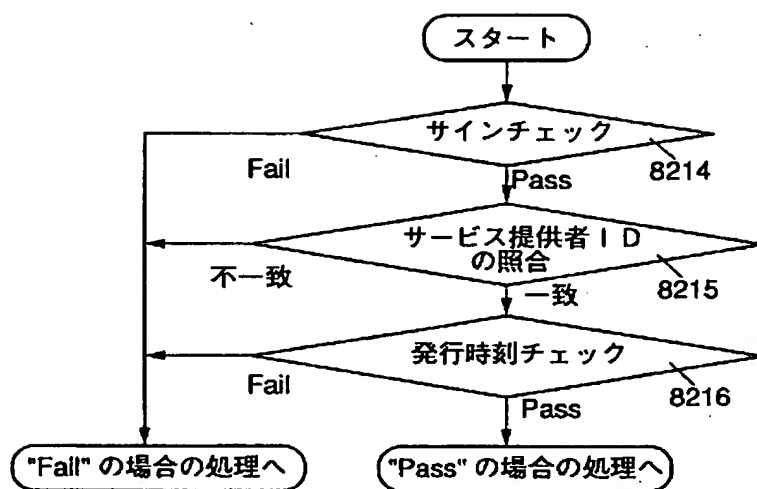 スタート
サインチェック
8214
Fail
Pass
サービス提供者ID
の照合
8215
不一致
一致
発行時刻チェック
8216
Fail
Pass
"Fail" の場合の処理へ
"Pass" の場合の処理へ